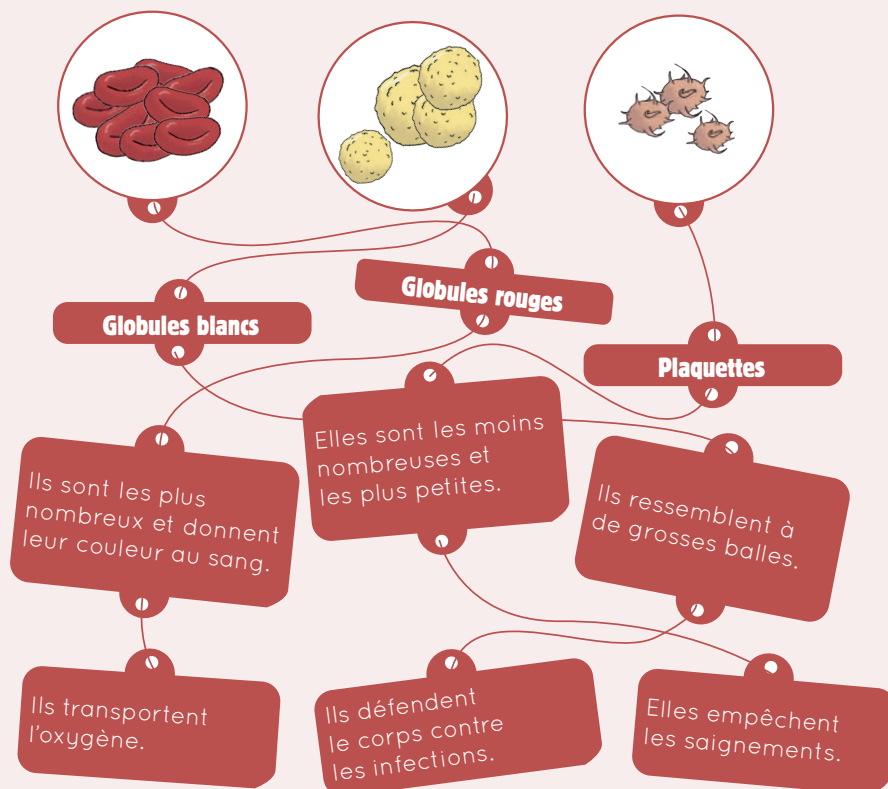 Globules blancs
Globules rouges
Plaquettes
Ils sont les plus
nombreux et donnent
leur couleur au sang.
Elles sont les moins
nombreuses et
les plus petites.
Ils ressemblent à
de grosses balles.
Ils transportent
l'oxygène.
Ils défendent
le corps contre
les infections.
Elles empêchent
les saignements.